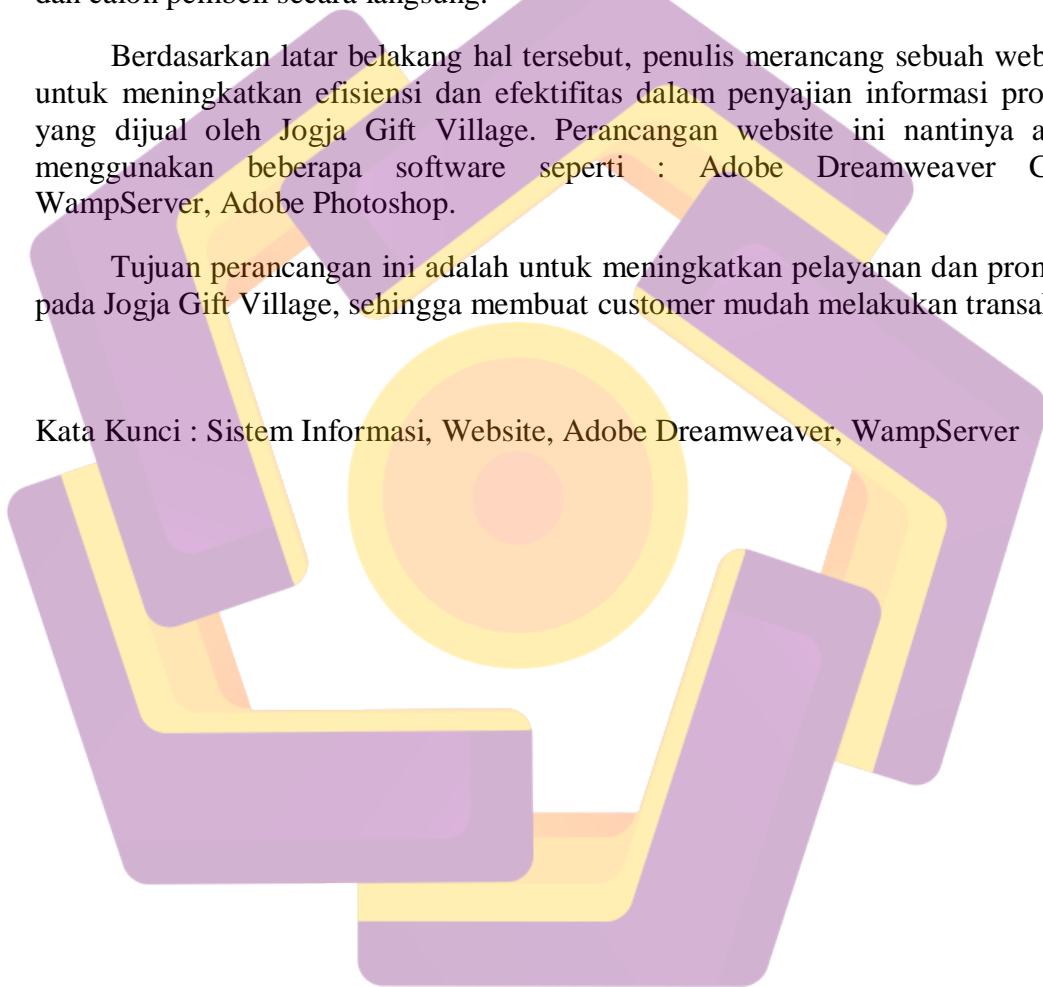 dan calon pembeli secara langsung.
Berdasarkan latar belakang hal tersebut, penulis merancang sebuah web
untuk meningkatkan efisiensi dan efektifitas dalam penyajian informasi pro
yang dijual oleh Jogja Gift Village. Perancangan website ini nantinya a
menggunakan beberapa software seperti : Adobe Dreamweaver C
WampServer, Adobe Photoshop.
Tujuan perancangan ini adalah untuk meningkatkan pelayanan dan pro
pada Jogja Gift Village, sehingga membuat customer mudah melakukan transa
Kata Kunci : Sistem Informasi, Website, Adobe Dreamweaver, WampServer